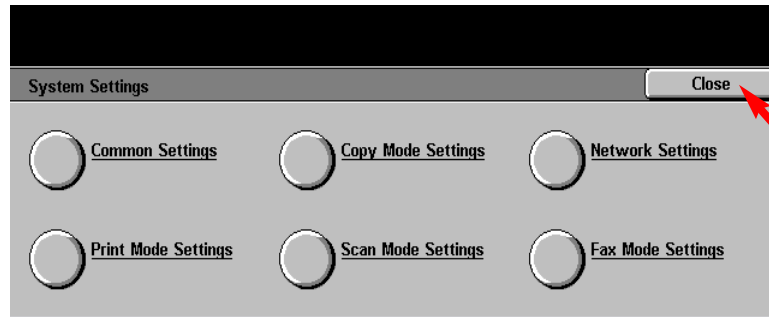 System Settings Close
Common Settings Copy Mode Settings Network Settings
Print Mode Settings Scan Mode Settings Fax Mode Settings